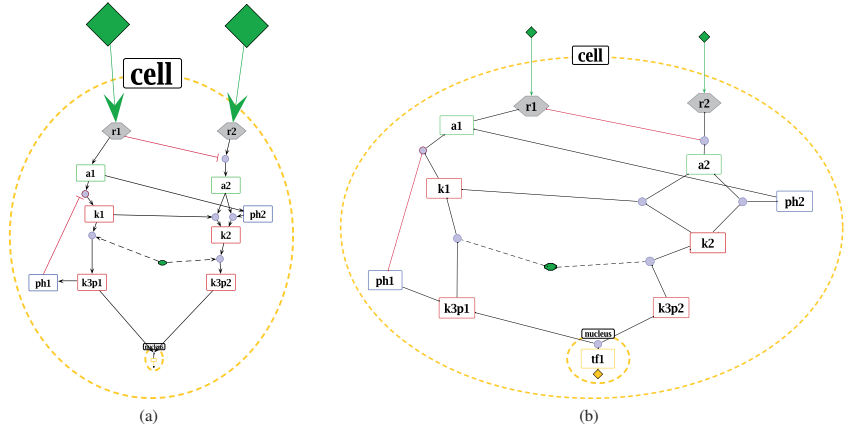 cell
r1
r2
a1
a2
k1
ph2
k2
ph1
k3p1
k3p2
nucleus
(a)
cell
r1
r2
a1
a2
k1
ph2
k2
ph1
k3p1
k3p2
nucleus
tf1
(b)